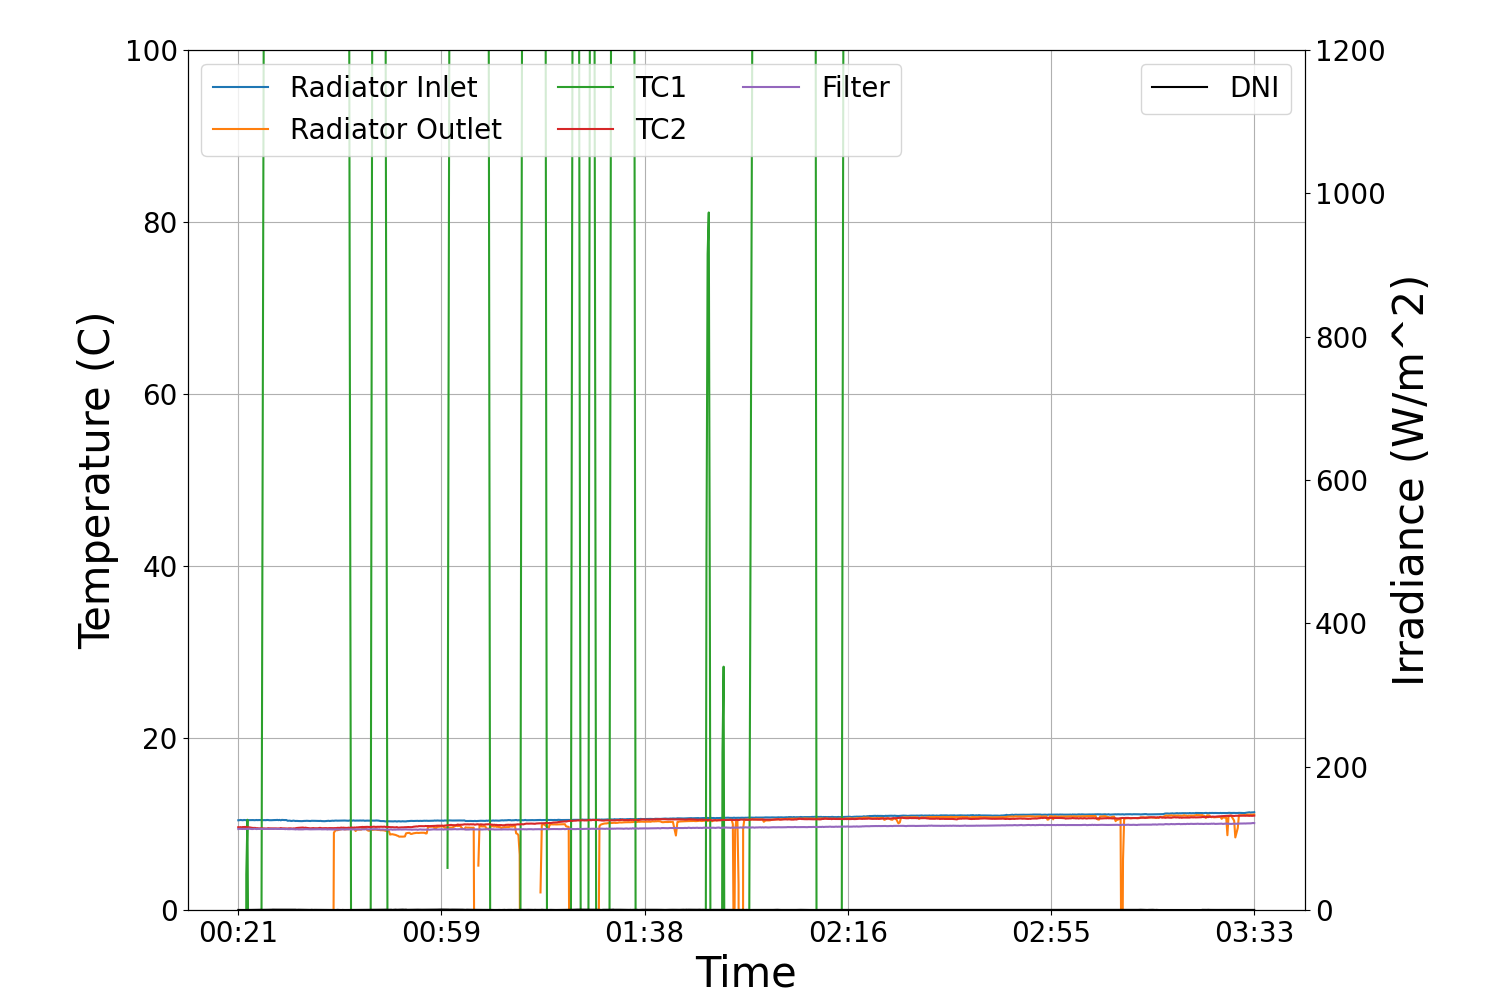 100
80
60
40
20
0
Temperature (C)
Radiator Inlet
Radiator Outlet
TC1
TC2
Filter
DNI
1200
1000
800
600
400
200
0
Irradiance (W/m^2)
00:21
00:59
01:38
02:16
02:55
03:33
Time